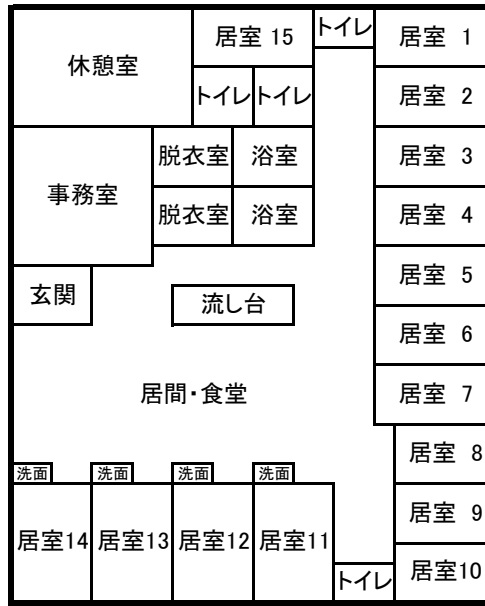 トイレ
居室 15
居室 1
休憩室
トイレ
トイレ
居室 2
脱衣室
浴室
居室 3
事務室
脱衣室
浴室
居室 4
玄関
流し台
居室 5
居室 6
居間・食堂
居室 7
居室 8
洗面
洗面
洗面
洗面
居室 9
居室14
居室13
居室12
居室11
トイレ
居室10